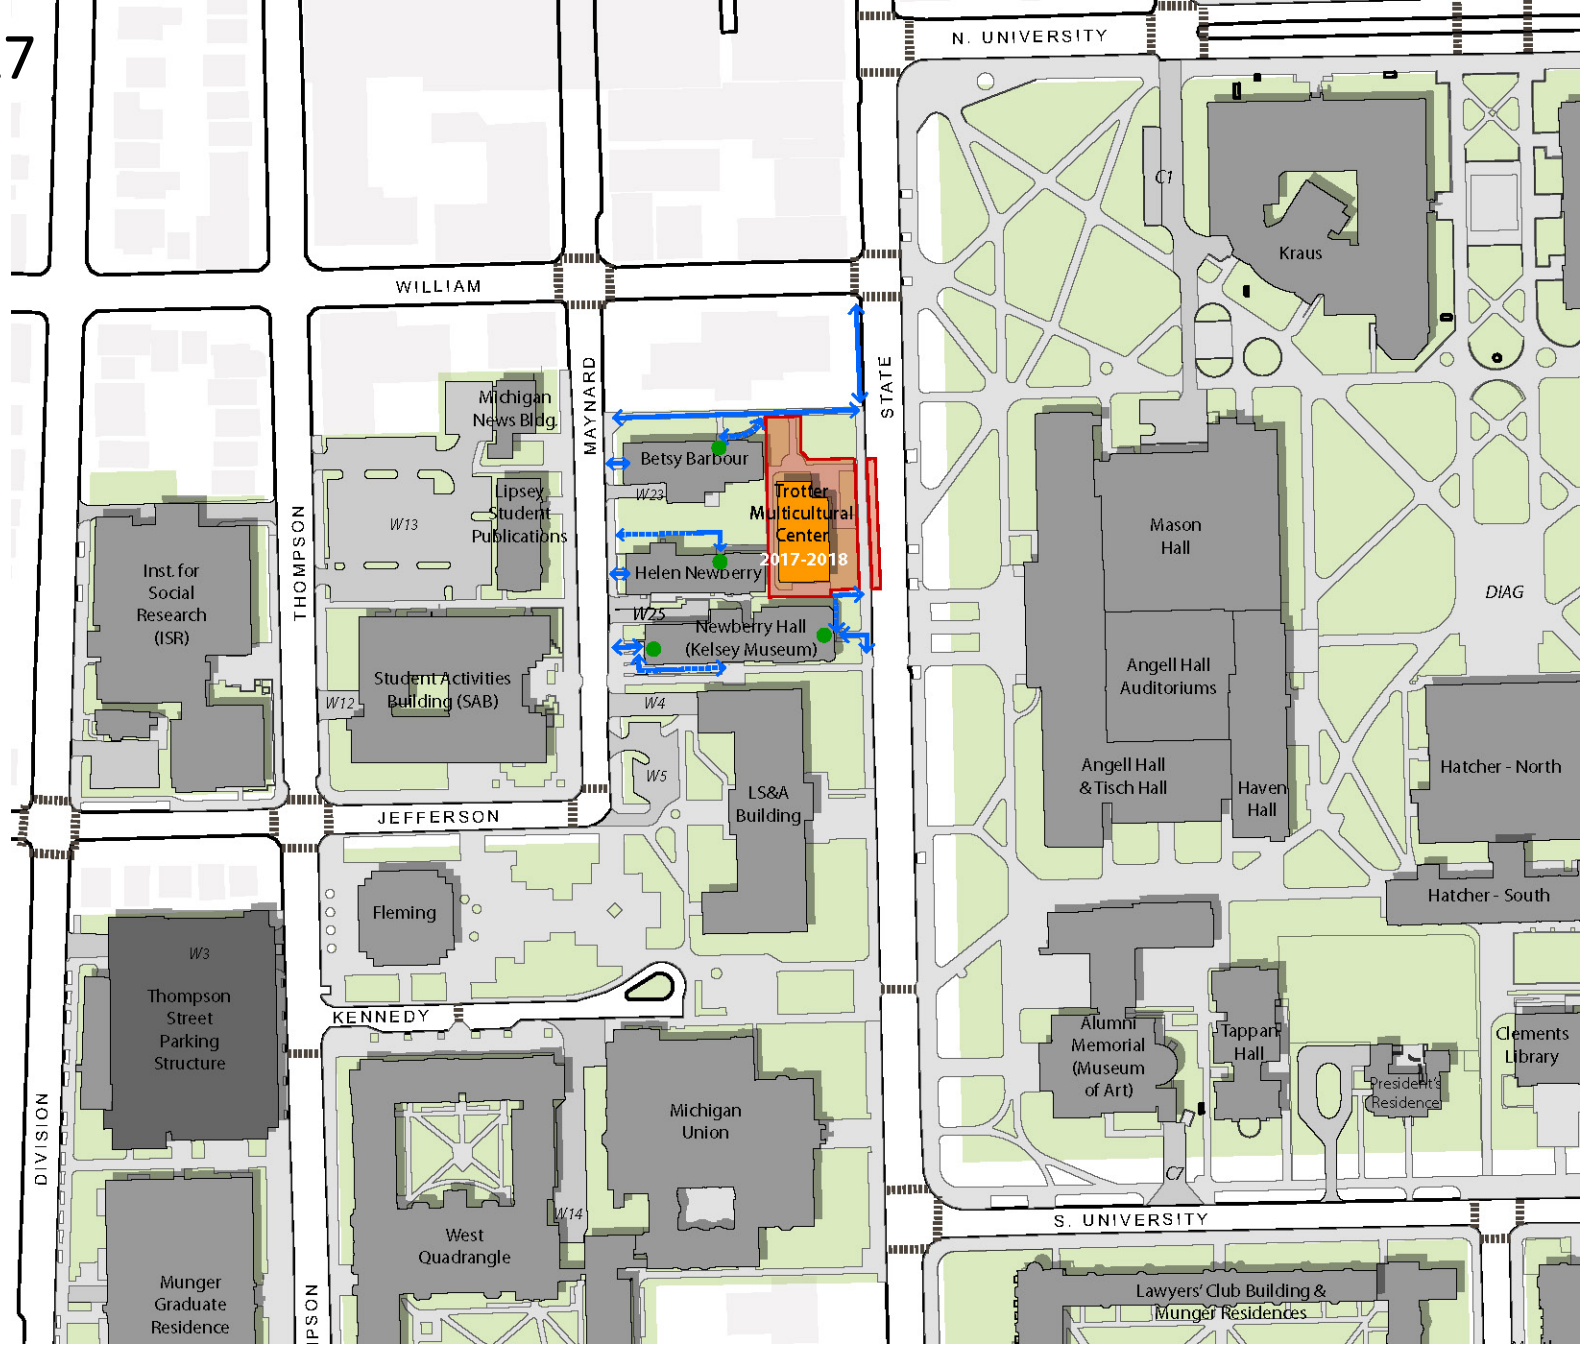 .7
N. UNIVERSITY
C1
Kraus
WILLIAM
MAYNARD
STATE
Michigan
News Bldg.
Betsy Barbour
W23
Lipsey
Student
Publications
W13
THOMPSON
Trotter
Multicultural
Center
2017-2018
Mason
Hall
Inst. for
Social
Research
(ISR)
Helen Newberry
DIAG
W25
Newberry Hall
(Kelsey Museum)
Student Activities
Building (SAB)
W12
W4
Angell Hall
Auditoriums
W5
LS&A
Building
Angell Hall
& Tisch Hall
Haven
Hall
Hatcher - North
JEFFERSON
Hatcher - South
Fleming
W3
Thompson
Street
Parking
Structure
KENNEDY
Alumni
Memorial
(Museum
of Art)
Tappan
Hall
Clements
Library
President's
Residence
Michigan
Union
DIVISION
C7
W14
S. UNIVERSITY
West
Quadrangle
Munger
Graduate
Residence
MPSON
Lawyers' Club Building &
Munger Residences